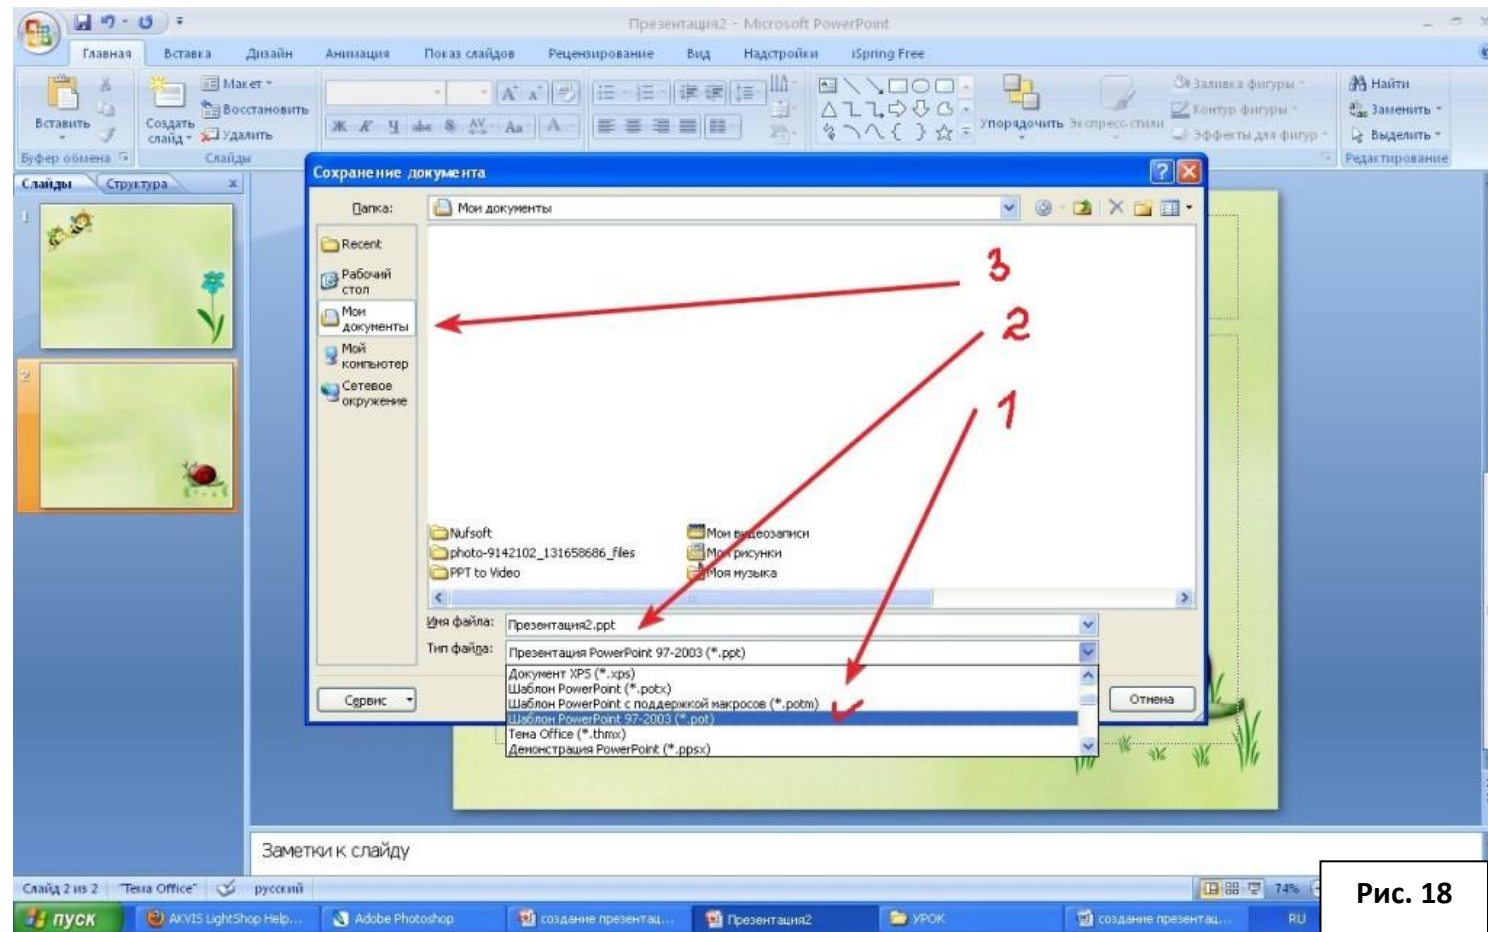 Презентация2 - Microsoft PowerPoint
Главная Вставка Дизайн Анимация Показ слайдов Рецензирование Вид Надстройки iSpring Free
Вставить
Создать слайд
Макет
Восстановить
Удалить
Ж К Ч abe S AV Aa A
Упорядочить
Экспресс-стили
Заливка фигуры
Контур фигуры
Эффекты для фигур
Найти
Заменить
Выделить
Буфер обмена Слайды Редактирование
Слайды Структура x
1
2
Сохранение документа
Папка: Мои документы
Recent
Рабочий
стол
Мои
документы
Мой
компьютер
Сетевое
окружение
3
2
1
Nufsoft
photo-9142102_131658686_files
PPT to Video
Мои видеозаписи
Мои рисунки
Моя музыка
Имя файла: Презентация2.ppt
Тип файла: Презентация PowerPoint 97-2003 (*.ppt)
Документ XPS (*.xps)
Шаблон PowerPoint (*.potx)
Шаблон PowerPoint с поддержкой макросов (*.potm)
Шаблон PowerPoint 97-2003 (*.pot)
Тема Office (*.thmx)
Демонстрация PowerPoint (*.ppsx)
Сервис
Отмена
Заметки к слайду
Слайд 2 из 2 "Тема Office" русский 74%
Рис. 18
пуск AKVIS LightShop Help... Adobe Photoshop создание презентац... Презентация2 УРОК создание презентац... RU